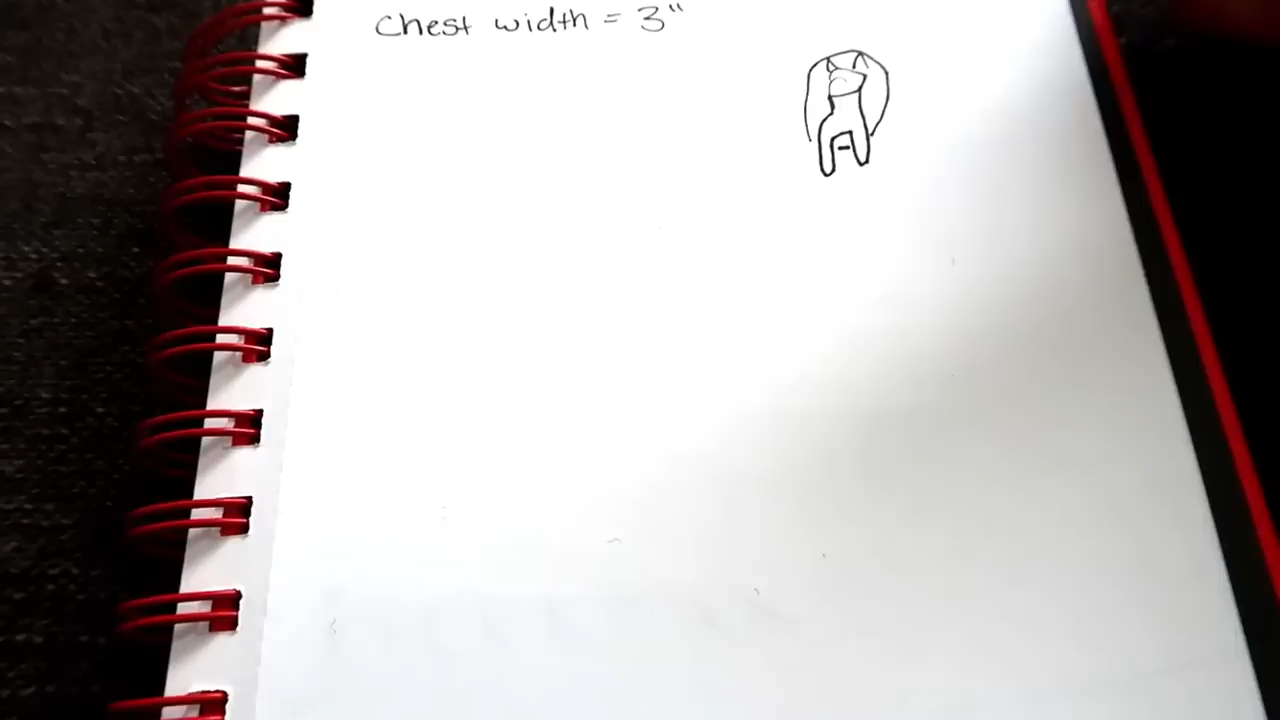 Chest width = 3"